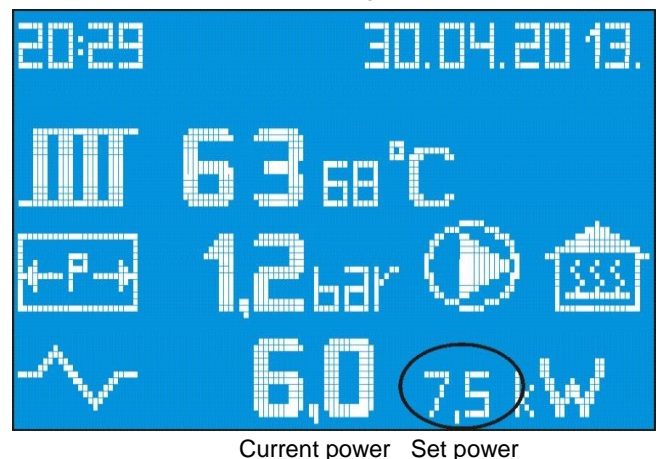 20:29 30.04.2013.
63 68 °C
P 1,2 bar
6,0 7,5 kW
Current power Set power